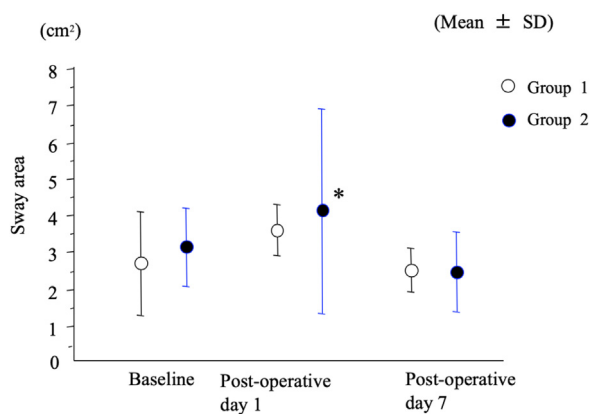 (cm²)
(Mean ± SD)
Group 1
Group 2
Sway area
8
7
6
5
4
3
2
1
0
*
Baseline
Post-operative
day 1
Post-operative
day 7